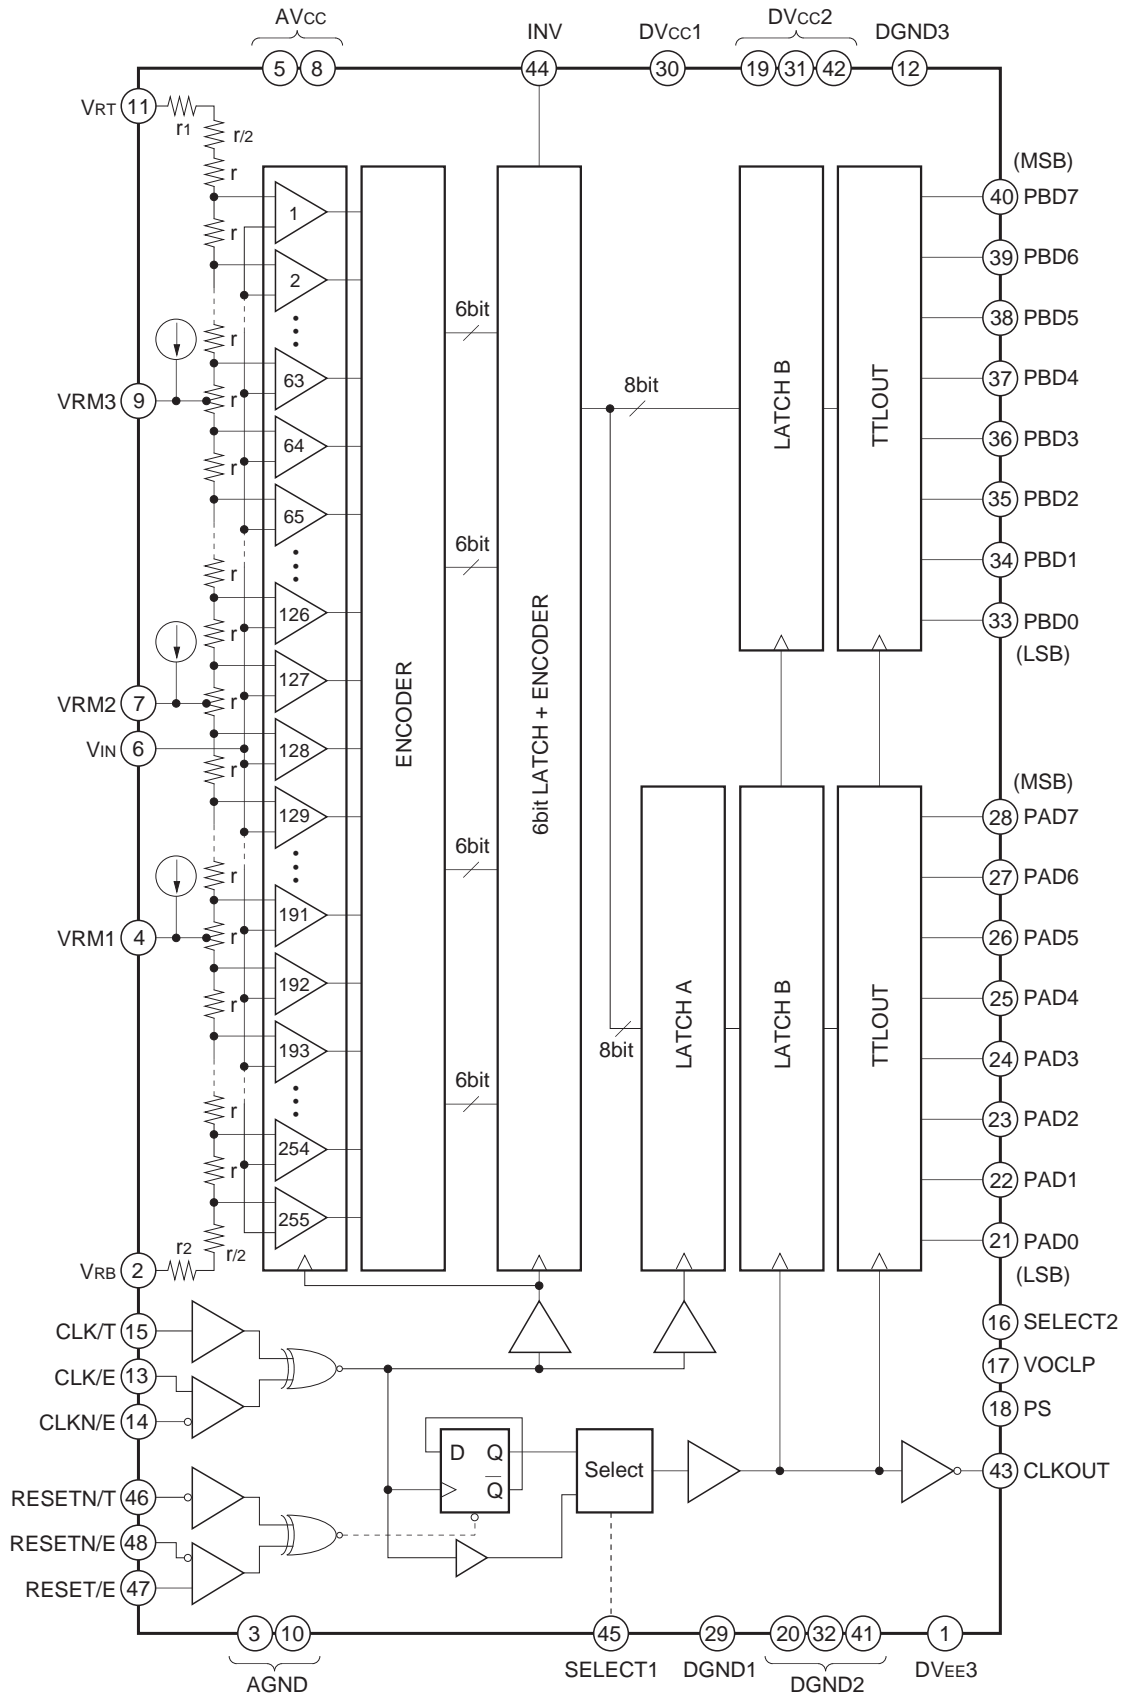 AVCC
INV
DVCC1
DVCC2
DGND3
5
8
44
30
19
31
42
12
VRT
11
r1
r/2
r
(MSB)
40
PBD7
1
r
39
PBD6
2
6bit
38
PBD5
r
VRM3
9
63
r
8bit
37
PBD4
64
r
36
PBD3
LATCH B
TTLOUT
65
35
PBD2
6bit
34
PBD1
r
126
33
PBD0
(LSB)
r
127
VRM2
7
r
VIN
6
128
r
ENCODER
6bit LATCH + ENCODER
(MSB)
129
28
PAD7
6bit
27
PAD6
r
191
VRM1
4
r
26
PAD5
192
25
PAD4
r
193
8bit
LATCH A
LATCH B
TTLOUT
24
PAD3
6bit
23
PAD2
r
254
r
22
PAD1
255
21
PAD0
(LSB)
r/2
r2
VRB
2
16
SELECT2
CLK/T
15
17
VOCLP
CLK/E
13
18
PS
CLKN/E
14
D
Q
Q
Select
43
CLKOUT
RESETN/T
46
RESETN/E
48
RESET/E
47
3
10
45
29
20
32
41
1
AGND
SELECT1
DGND1
DGND2
DVEE3